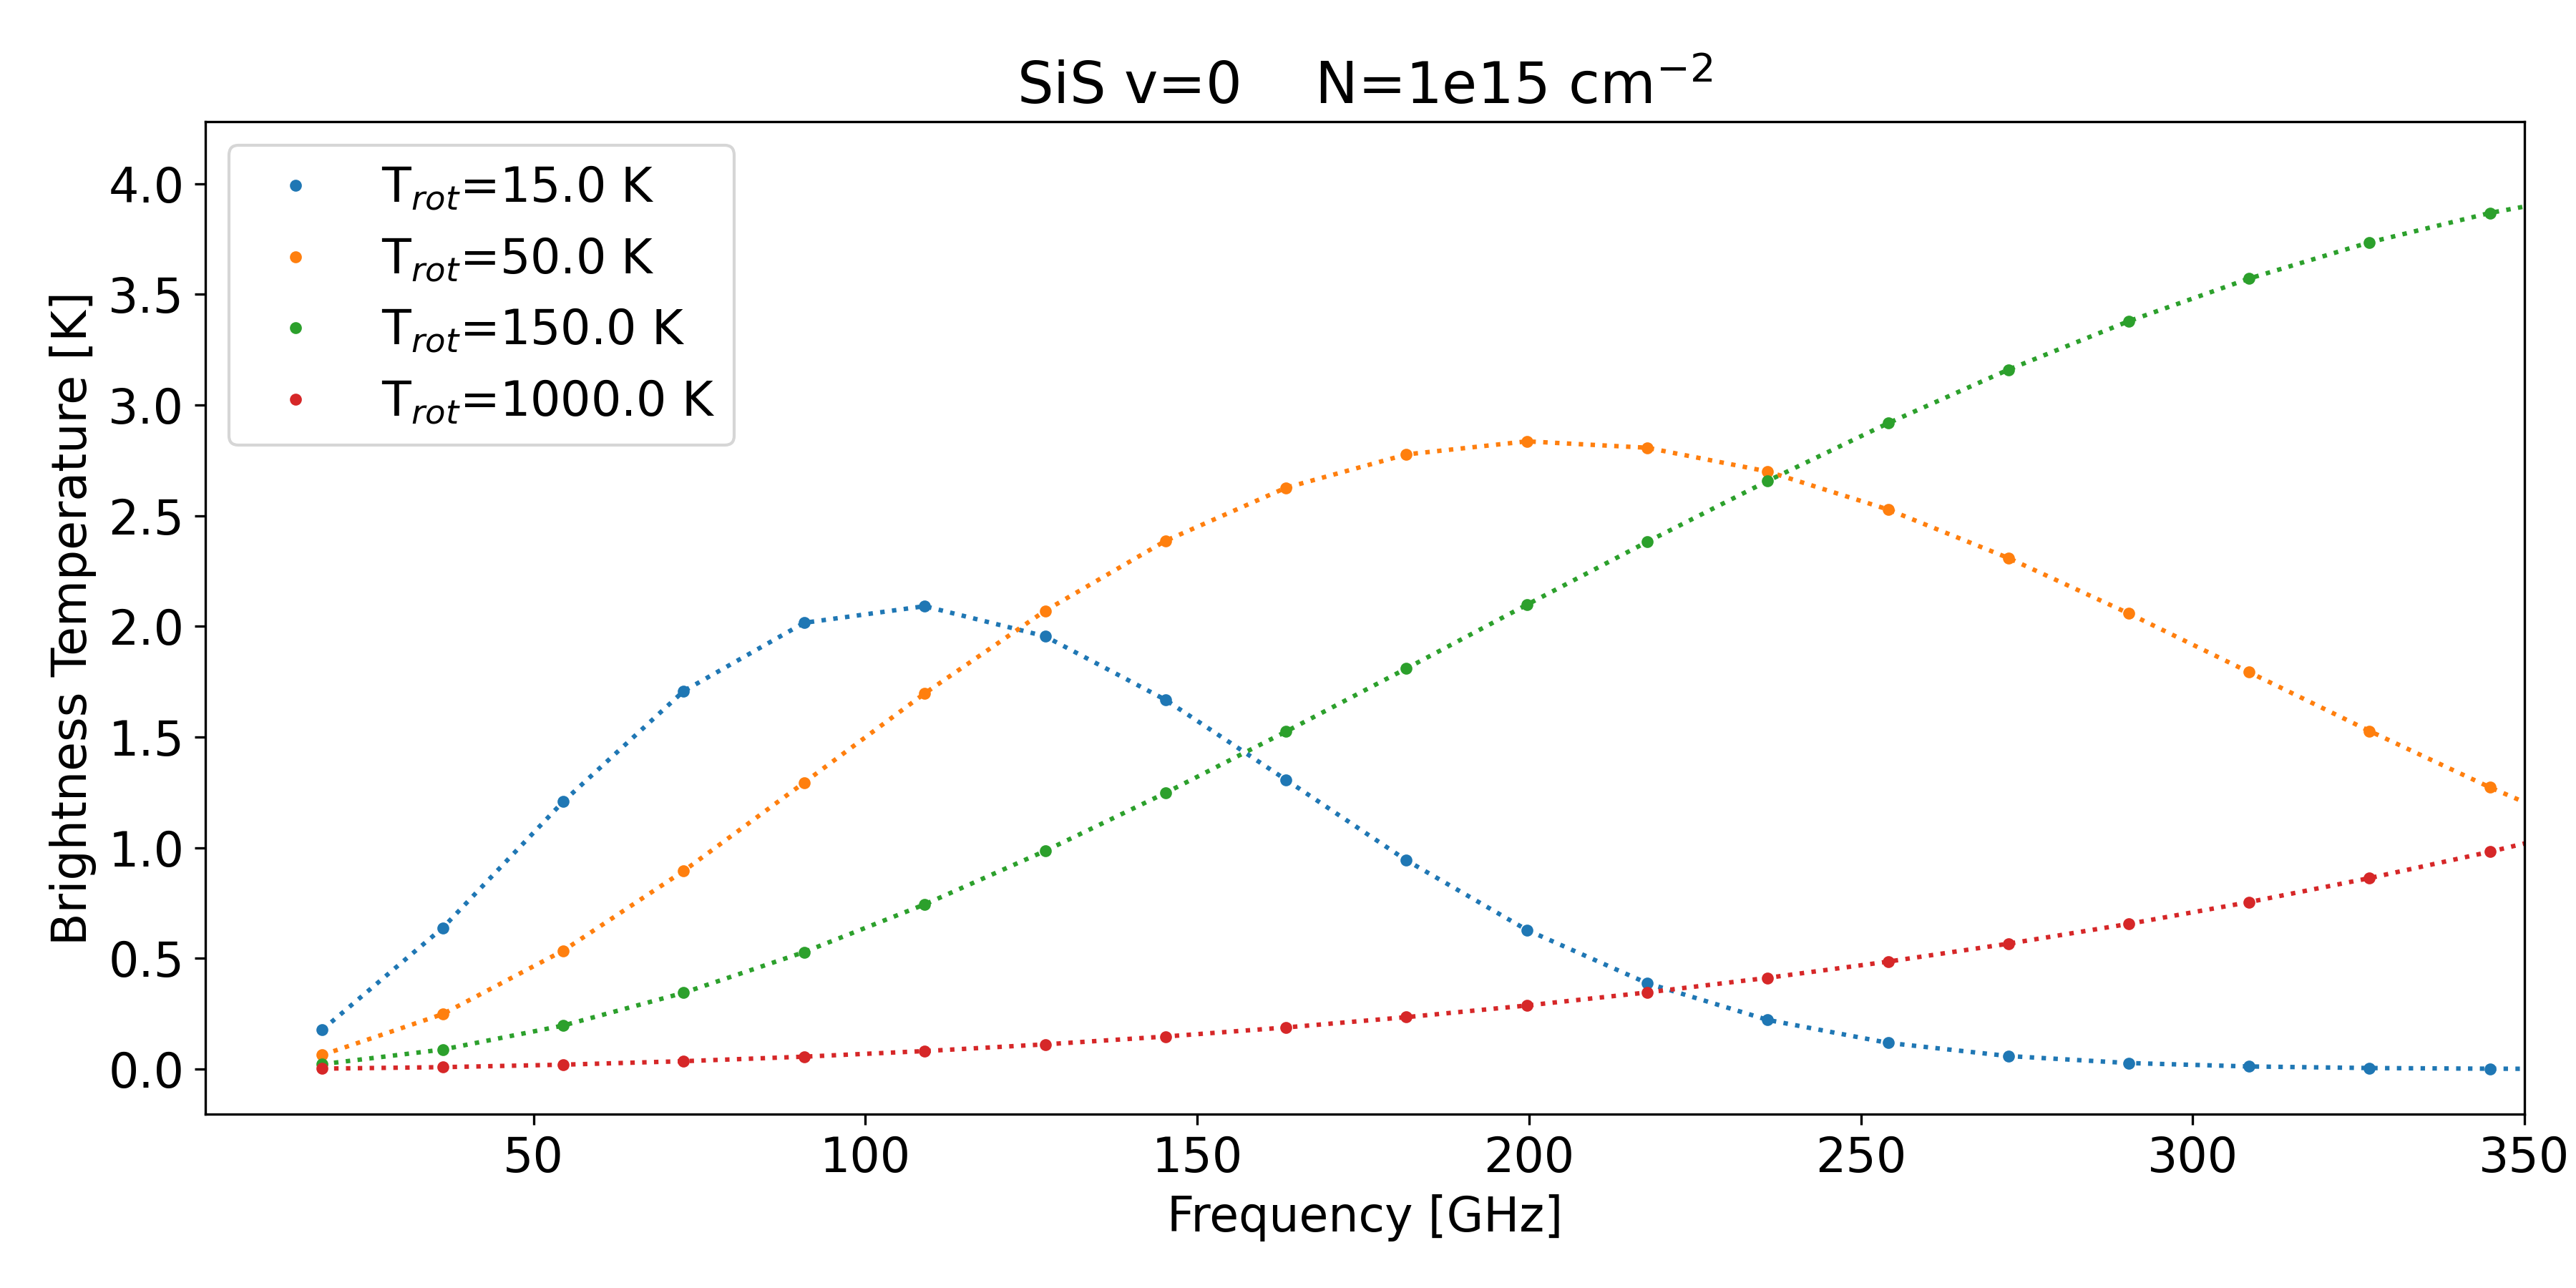 SiS v=0    N=1e15 cm⁻²
T_rot=15.0 K
T_rot=50.0 K
T_rot=150.0 K
T_rot=1000.0 K
Brightness Temperature [K]
4.0
3.5
3.0
2.5
2.0
1.5
1.0
0.5
0.0
50 100 150 200 250 300 350
Frequency [GHz]